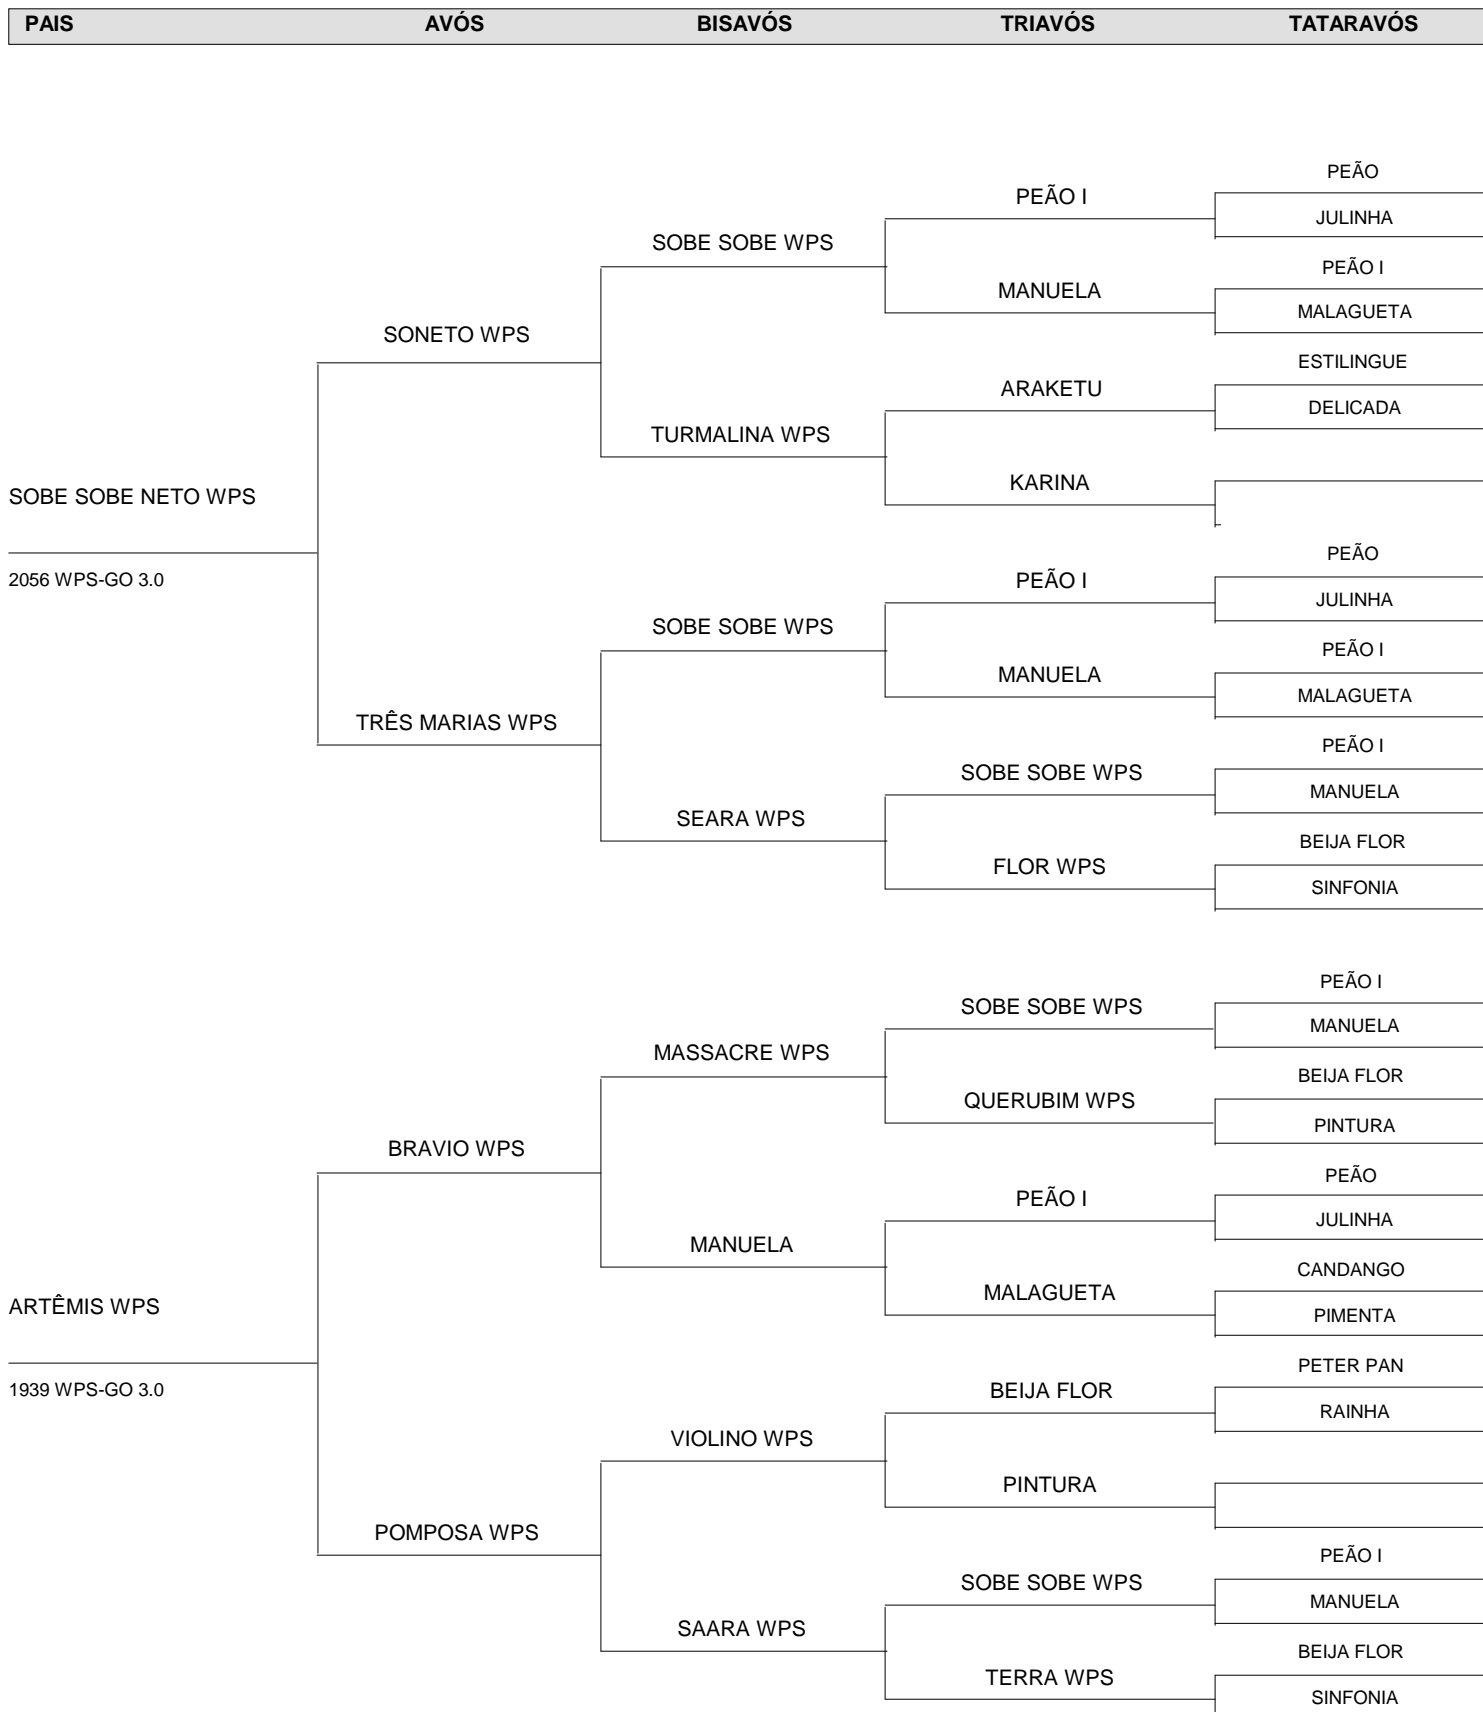 PAIS AVÓS BISAVÓS TRIAVÓS TATARAVÓS
PEÃO
PEÃO I
JULINHA
SOBE SOBE WPS
PEÃO I
MANUELA
MALAGUETA
SONETO WPS
ESTILINGUE
ARAKETU
DELICADA
TURMALINA WPS
KARINA
SOBE SOBE NETO WPS
PEÃO
2056 WPS-GO 3.0
PEÃO I
JULINHA
SOBE SOBE WPS
PEÃO I
MANUELA
MALAGUETA
TRÊS MARIAS WPS
PEÃO I
SOBE SOBE WPS
MANUELA
SEARA WPS
BEIJA FLOR
FLOR WPS
SINFONIA
PEÃO I
SOBE SOBE WPS
MANUELA
MASSACRE WPS
BEIJA FLOR
QUERUBIM WPS
PINTURA
BRAVIO WPS
PEÃO
PEÃO I
JULINHA
MANUELA
CANDANGO
MALAGUETA
ARTÊMIS WPS
PIMENTA
PETER PAN
1939 WPS-GO 3.0
BEIJA FLOR
RAINHA
VIOLINO WPS
PINTURA
POMPOSA WPS
PEÃO I
SOBE SOBE WPS
MANUELA
SAARA WPS
BEIJA FLOR
TERRA WPS
SINFONIA